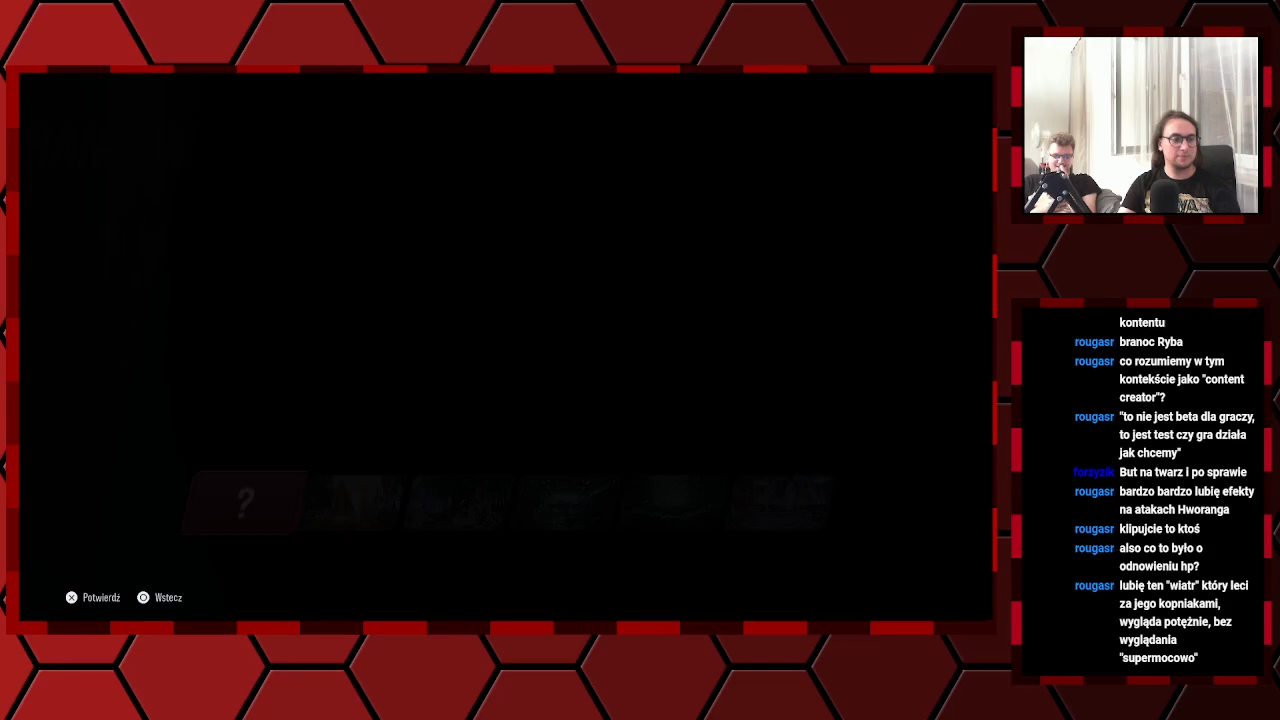 ?
Potwierdź
Wstecz
kontentu
rougasr branoc Ryba
rougasr co rozumiemy w tym
kontekście jako "content
creator"?
rougasr "to nie jest beta dla graczy,
to jest test czy gra działa
jak chcemy"
forzyzik But na twarz i po sprawie
rougasr bardzo bardzo lubię efekty
na atakach Hworanga
rougasr klipujcie to ktoś
rougasr also co to było o
odnowieniu hp?
rougasr lubię ten "wiatr" który leci
za jego kopniakami,
wygląda potężnie, bez
wyglądania
"supermocowo"